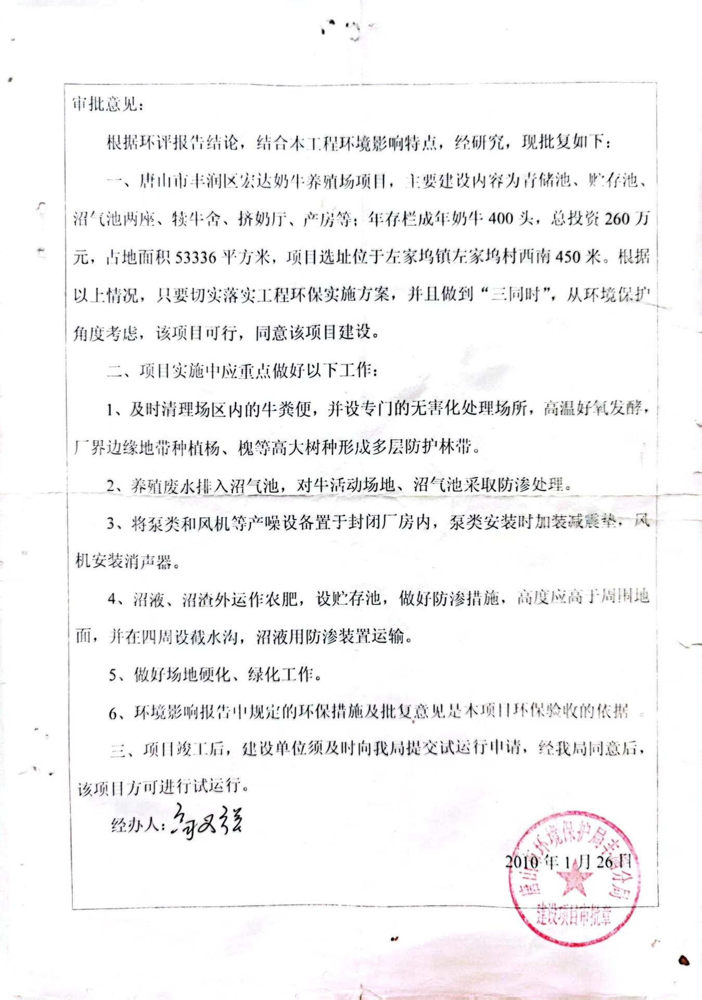 审批意见：
根据环评报告结论，结合本工程环境影响特点，经研究，现批复如下：
一、唐山市丰润区宏达奶牛养殖场项目，主要建设内容为青储池、贮存池、
沼气池两座、犊牛舍、挤奶厅、产房等；年存栏成年奶牛 400 头，总投资 260 万
元，占地面积 53336 平方米，项目选址位于左家坞镇左家坞村西南 450 米。根据
以上情况，只要切实落实工程环保实施方案，并且做到“三同时”，从环境保护
角度考虑，该项目可行，同意该项目建设。
二、项目实施中应重点做好以下工作：
1、及时清理场区内的牛粪便，并设专门的无害化处理场所，高温好氧发酵，
厂界边缘地带种植杨、槐等高大树种形成多层防护林带。
2、养殖废水排入沼气池，对牛活动场地、沼气池采取防渗处理。
3、将泵类和风机等产噪设备置于封闭厂房内，泵类安装时加装减震垫，风
机安装消声器。
4、沼液、沼渣外运作农肥，设贮存池，做好防渗措施，高度应高于周围地
面，并在四周设截水沟，沼液用防渗装置运输。
5、做好场地硬化、绿化工作。
6、环境影响报告中规定的环保措施及批复意见是本项目环保验收的依据 。
三、项目竣工后，建设单位须及时向我局提交试运行申请，经我局同意后，
该项目方可进行试运行。
经办人：
2010 年 1 月 26 日
唐山市环境保护局丰润分局
建设项目审批章